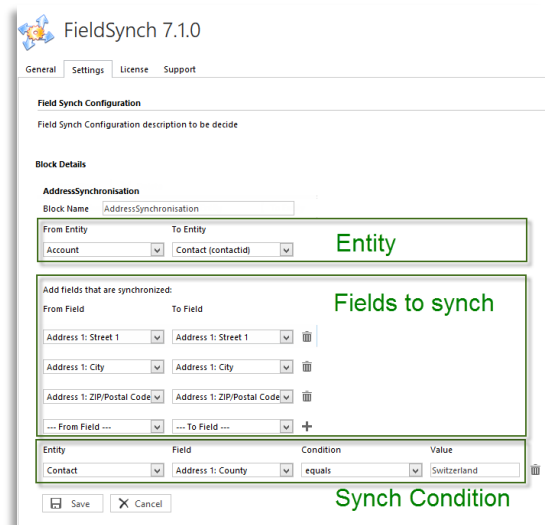 FieldSynch 7.1.0
General Settings License Support
Field Synch Configuration
Field Synch Configuration description to be decide
Block Details
AddressSynchronisation
Block Name AddressSynchronisation
From Entity To Entity
Account Contact (contactid)
Entity
Add fields that are synchronized:
From Field To Field
Fields to synch
Address 1: Street 1 Address 1: Street 1
Address 1: City Address 1: City
Address 1: ZIP/Postal Code Address 1: ZIP/Postal Code
--- From Field --- --- To Field ---
Entity Field Condition Value
Contact Address 1: County equals Switzerland
Save Cancel
Synch Condition